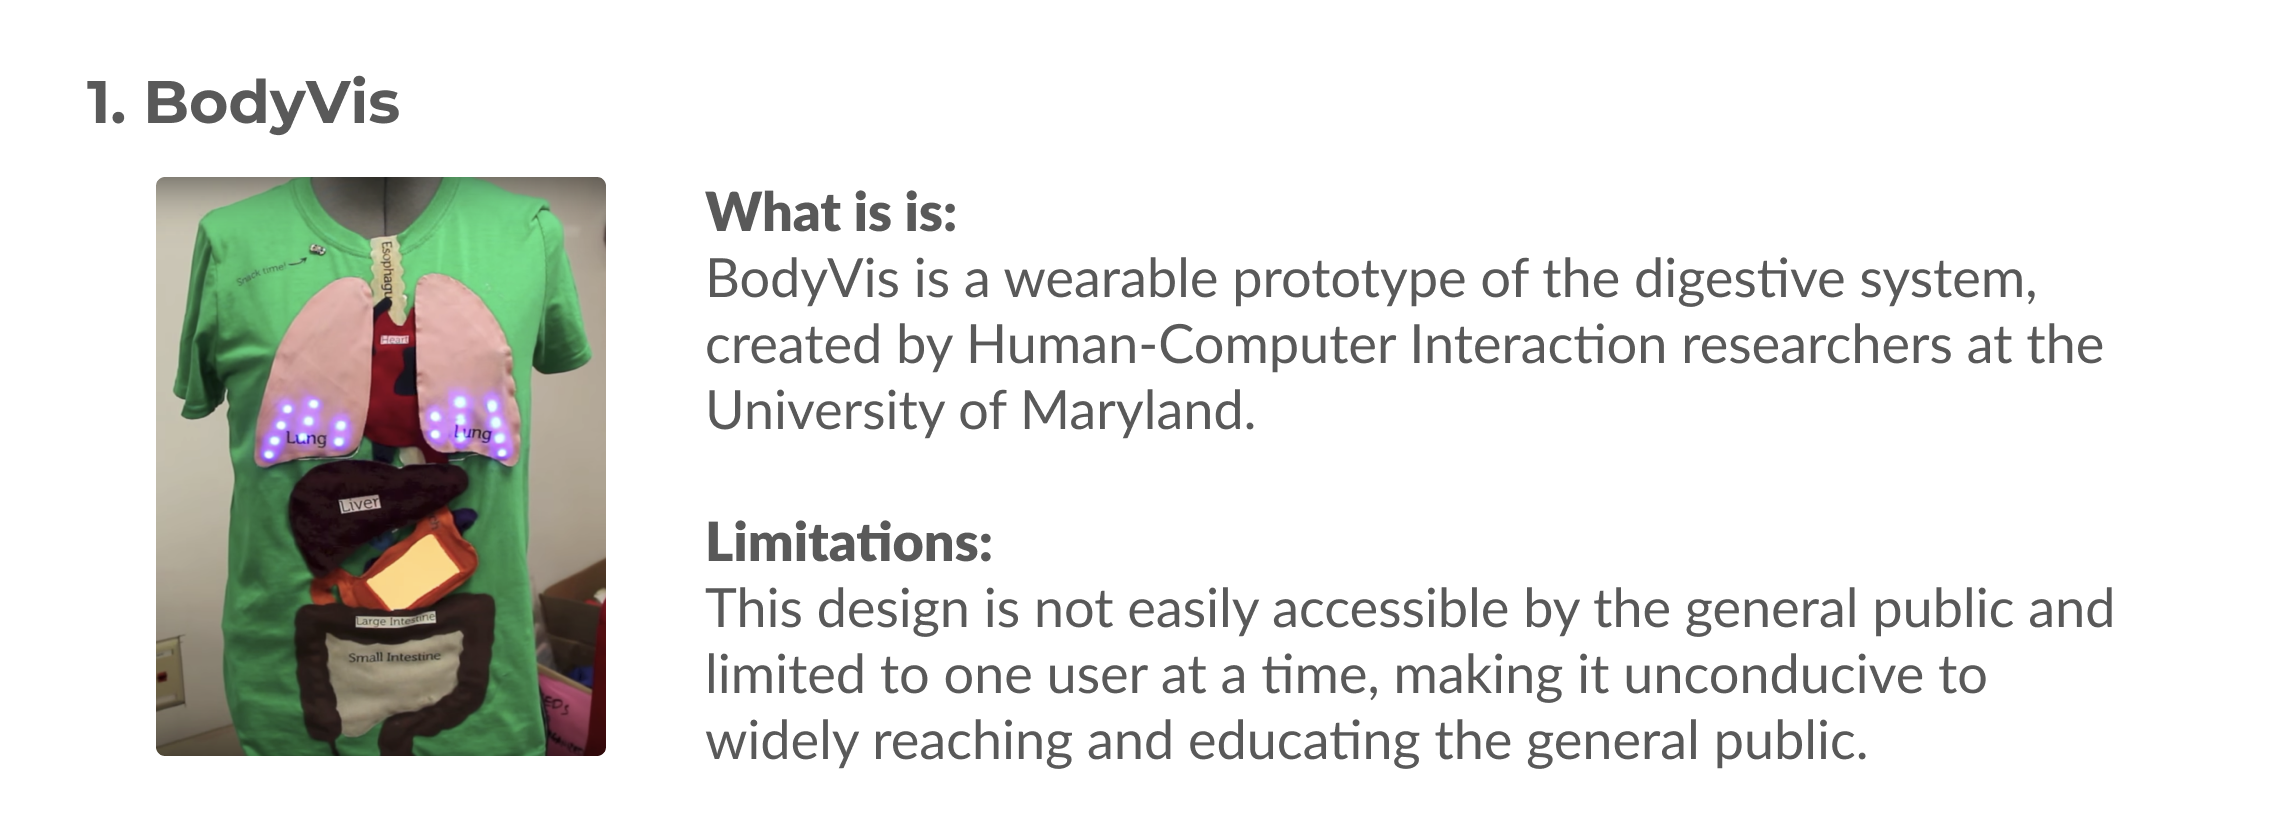 1. BodyVis
Snack time!
Esophagu
Heart
Lung
Lung
Liver
Large Intestine
Small Intestine
What is is:
BodyVis is a wearable prototype of the digestive system,
created by Human-Computer Interaction researchers at the
University of Maryland.
Limitations:
This design is not easily accessible by the general public and
limited to one user at a time, making it unconducive to
widely reaching and educating the general public.